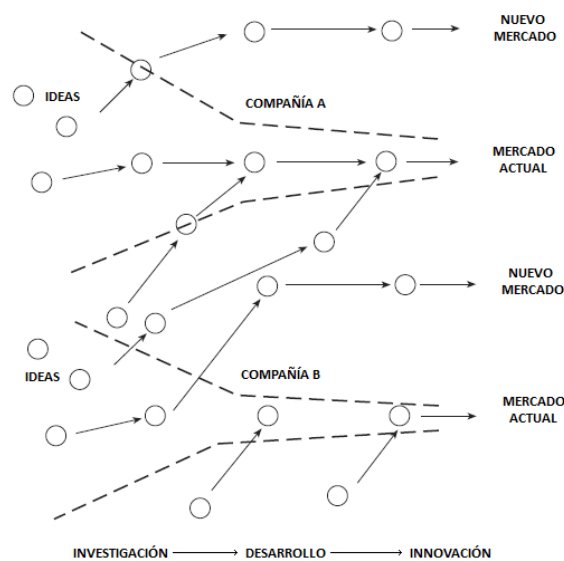 NUEVO
MERCADO
IDEAS
COMPAÑÍA A
MERCADO
ACTUAL
NUEVO
MERCADO
IDEAS
COMPAÑÍA B
MERCADO
ACTUAL
INVESTIGACIÓN DESARROLLO INNOVACIÓN